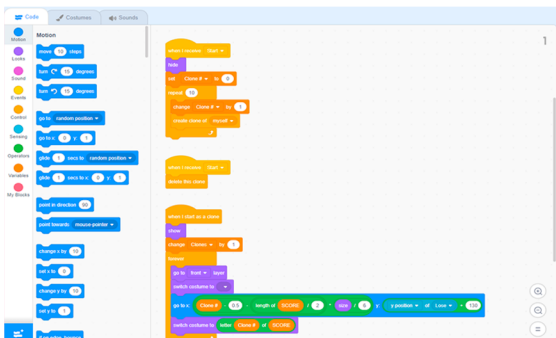 Code Costumes Sounds
Motion
Looks
Sound
Events
Control
Sensing
Operators
Variables
My Blocks
Motion
move 10 steps
turn 15 degrees
turn 15 degrees
go to random position
go to x: 0 y: 1
glide 1 secs to random position
glide 1 secs to x: 0 y: 1
point in direction 90
point towards mouse-pointer
change x by 10
set x to 0
change y by 10
set y to 1
when I receive Start
hide
set Clone # to 0
repeat 10
change Clone # by 1
create clone of myself
when I receive Start
delete this clone
when I start as a clone
show
change Clones by 1
forever
go to front layer
switch costume to
go to x: Clone # - 0.5 - length of SCORE / 2 * size / 5 y: y position of Love + 130
switch costume to letter Clone # of SCORE
1